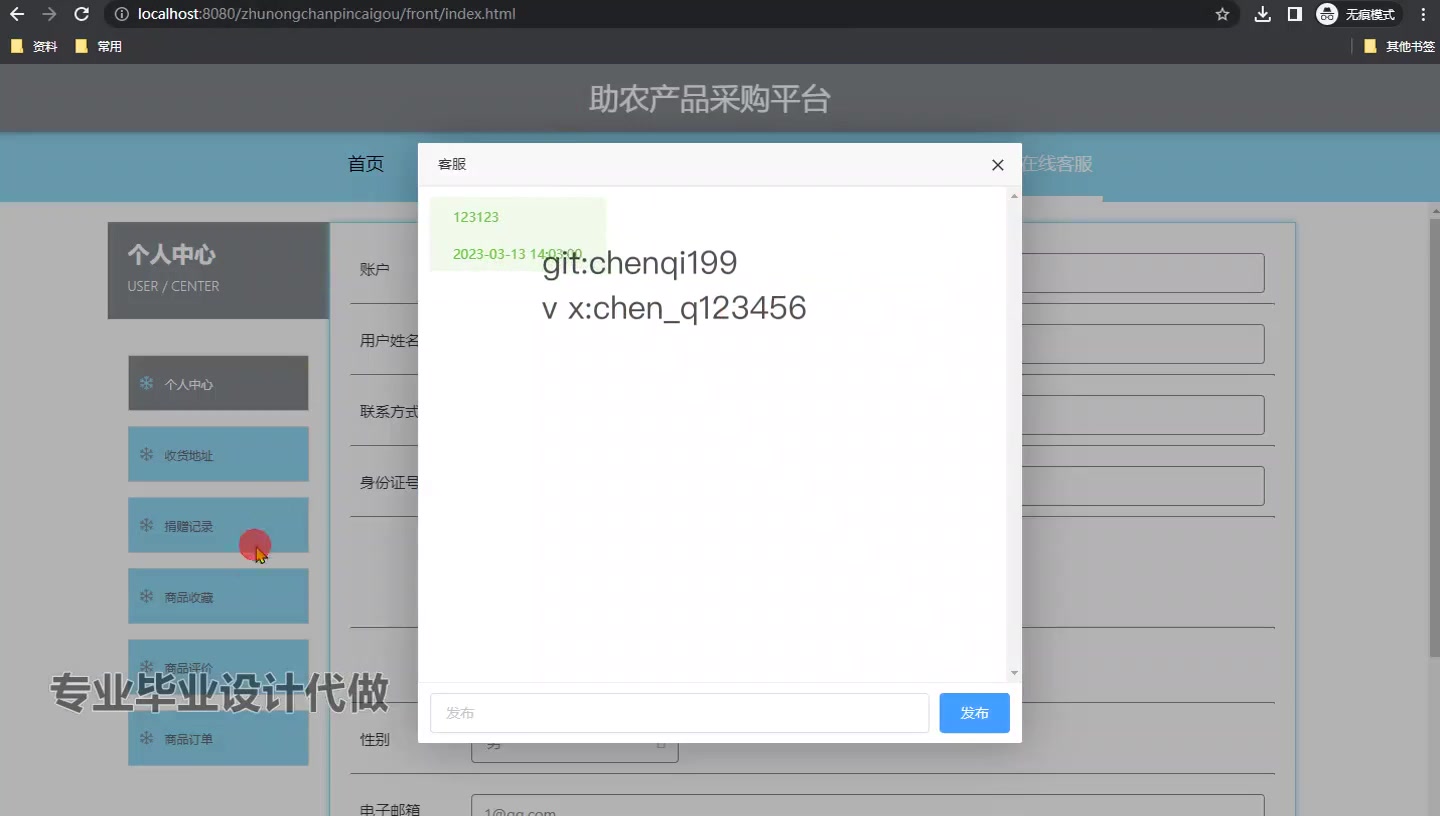 localhost:8080/zhunongchanpincaigou/front/index.html
无痕模式
资料
常用
其他书签
助农产品采购平台
首页
在线客服
客服
123123
2023-03-13 14:03:00
git:chenqi199
v x:chen_q123456
个人中心
USER / CENTER
个人中心
收货地址
捐赠记录
商品收藏
商品评价
专业毕业设计代做
商品订单
账户
用户姓名
联系方式
身份证号
性别
男
电子邮箱
1@qq.com
发布
发布